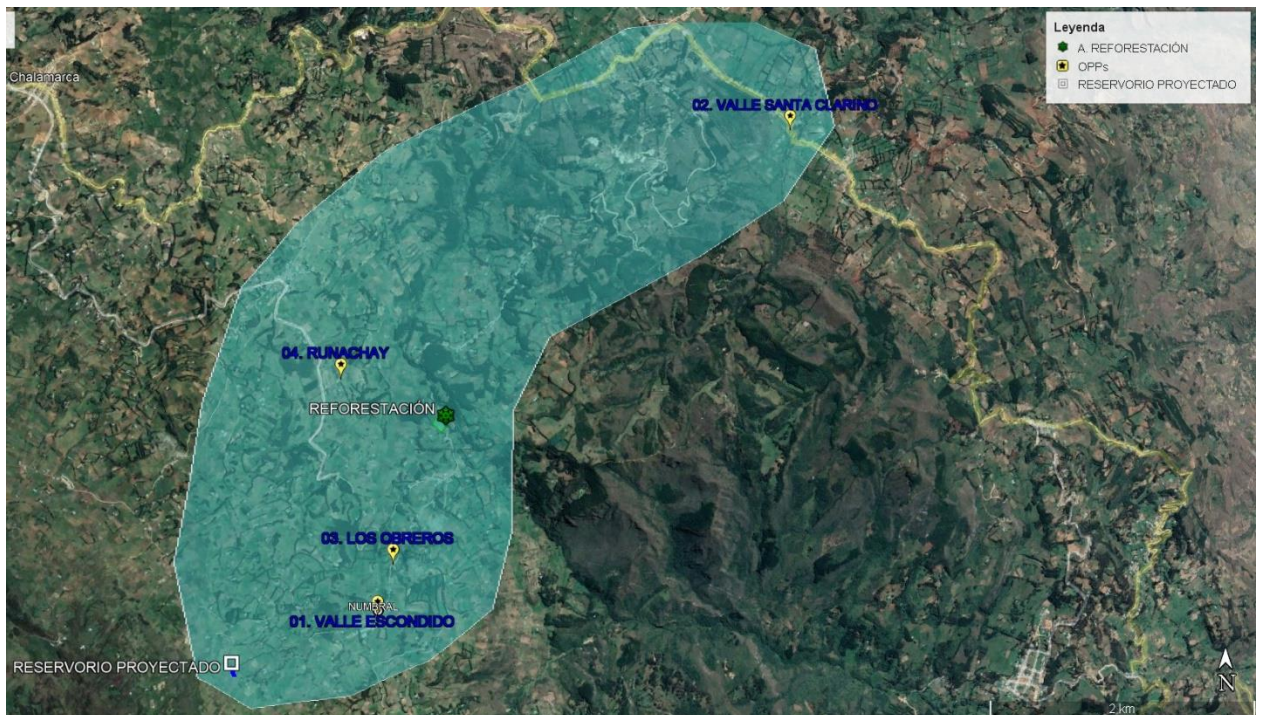 Leyenda
A. REFORESTACIÓN
OPPs
RESERVORIO PROYECTADO
Chalamarca
02. VALLE SANTA CLARINO
04. RUNACHAY
REFORESTACIÓN
03. LOS OBREROS
NUMBRAL
01. VALLE ESCONDIDO
RESERVORIO PROYECTADO
N
2 km